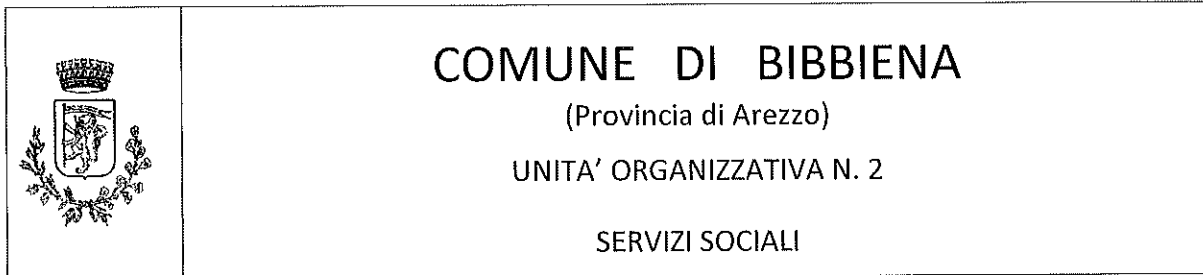 COMUNE DI BIBBIENA
(Provincia di Arezzo)
UNITA' ORGANIZZATIVA N. 2
SERVIZI SOCIALI